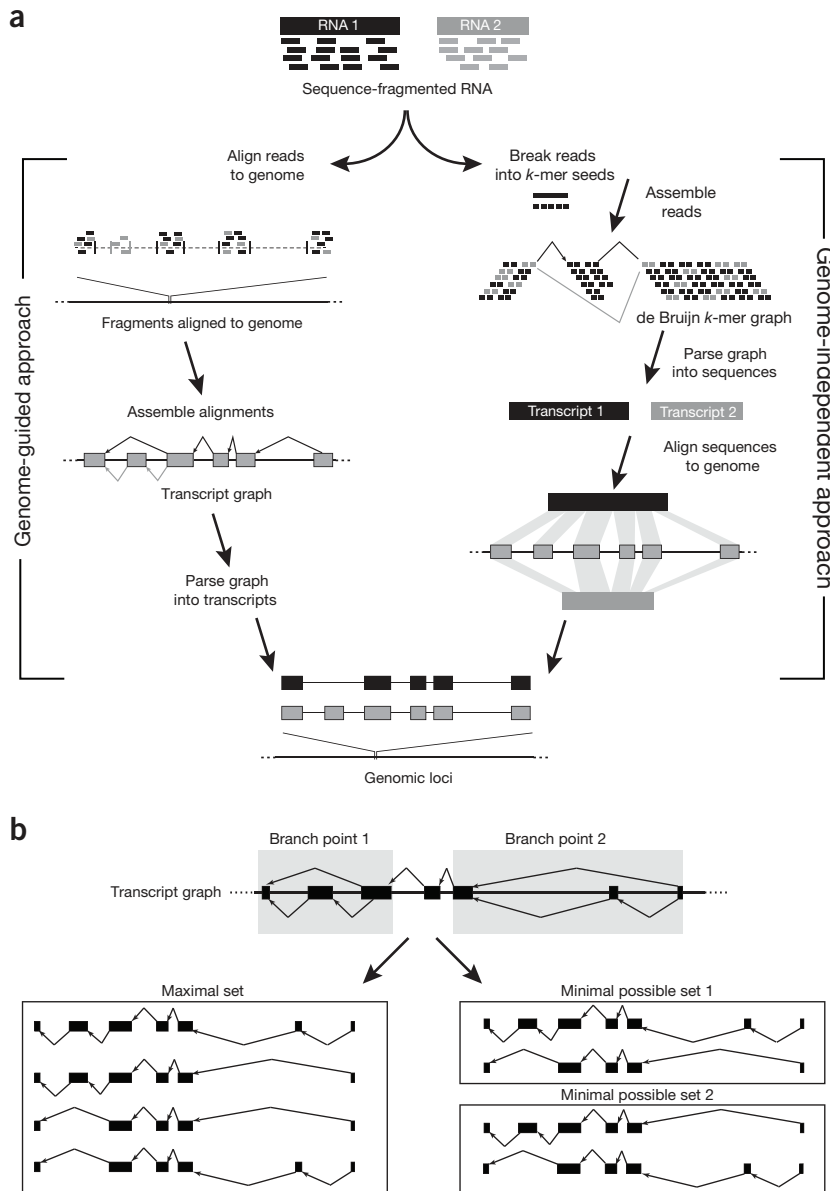 a
RNA 1
RNA 2
Sequence-fragmented RNA
Align reads
to genome
Break reads
into k-mer seeds
Assemble
reads
Fragments aligned to genome
de Bruijn k-mer graph
Genome-guided approach
Genome-independent approach
Parse graph
into sequences
Assemble alignments
Transcript 1
Transcript 2
Align sequences
to genome
Transcript graph
Parse graph
into transcripts
Genomic loci
b
Branch point 1
Branch point 2
Transcript graph
Maximal set
Minimal possible set 1
Minimal possible set 2